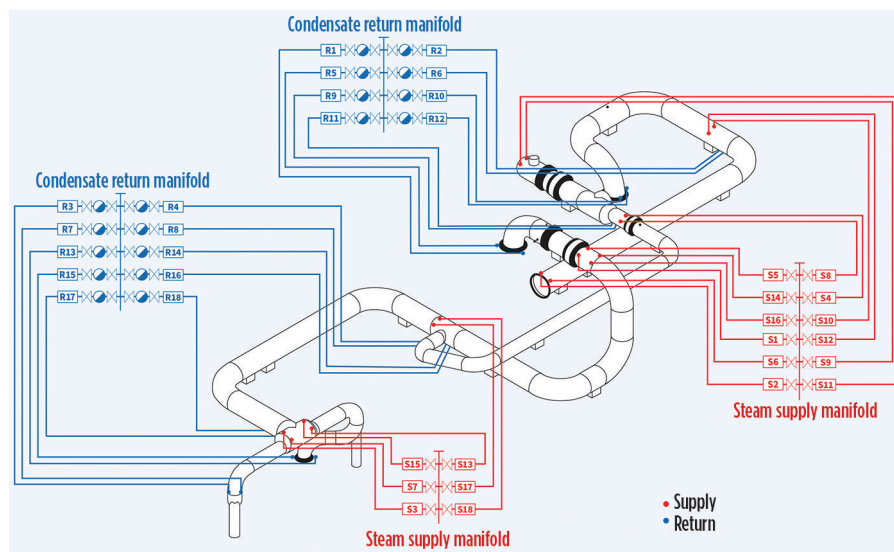 Condensate return manifold
R1 R2
R5 R6
R9 R10
R11 R12
Condensate return manifold
R3 R4
R7 R8
R13 R14
R15 R16
R17 R18
S5 S8
S14 S4
S16 S10
S1 S12
S6 S9
S2 S11
Steam supply manifold
S15 S13
S7 S17
S3 S18
Steam supply manifold
Supply
Return